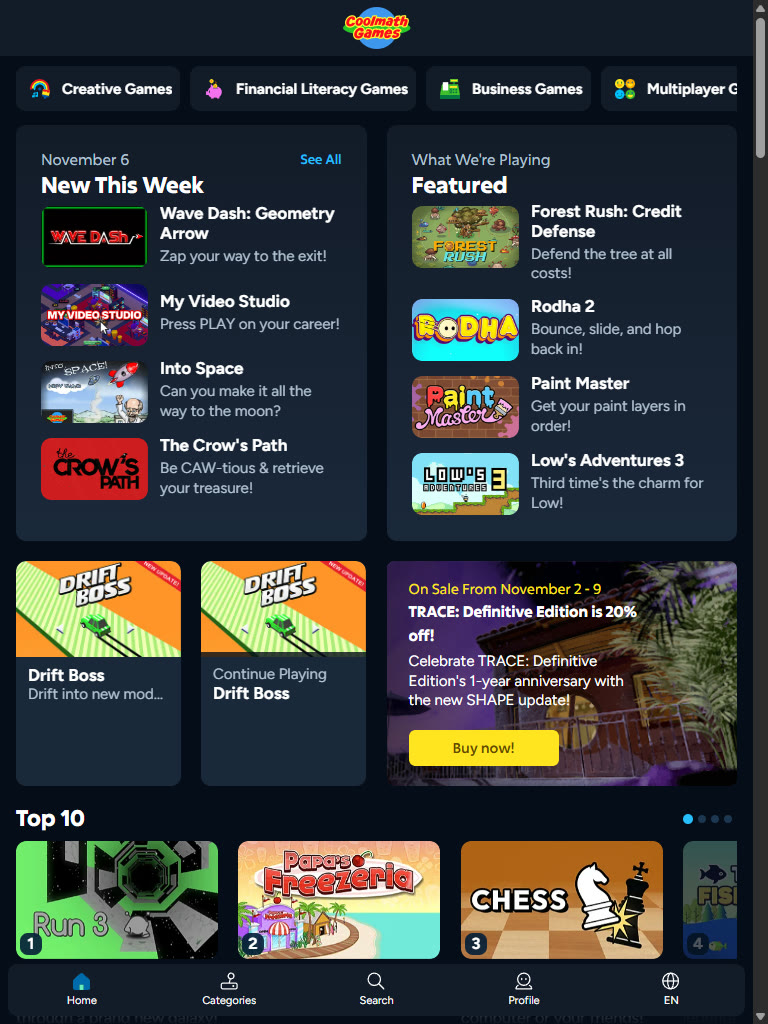 Coolmath
Games
Creative Games
Financial Literacy Games
Business Games
Multiplayer G
November 6
See All
New This Week
WAVE DASh
Wave Dash: Geometry
Arrow
Zap your way to the exit!
MY VIDEO STUDIO
My Video Studio
Press PLAY on your career!
INTO
SPACE!
Into Space
Can you make it all the
way to the moon?
the
CROW'S
PATH
The Crow's Path
Be CAW-tious & retrieve
your treasure!
What We're Playing
Featured
FOREST
RUSH
Forest Rush: Credit
Defense
Defend the tree at all
costs!
RODHA
Rodha 2
Bounce, slide, and hop
back in!
Paint
Master
Paint Master
Get your paint layers in
order!
LOW'S
ADVENTURES 3
Low's Adventures 3
Third time's the charm for
Low!
DRIFT
BOSS
NEW UPDATE!
Drift Boss
Drift into new mod...
DRIFT
BOSS
NEW UPDATE!
Continue Playing
Drift Boss
On Sale From November 2 - 9
TRACE: Definitive Edition is 20%
off!
Celebrate TRACE: Definitive
Edition's 1-year anniversary with
the new SHAPE update!
Buy now!
Top 10
Run 3
1
Papa's
Freezeria
2
CHESS
3
T
FIS
4
Home
Categories
Search
Profile
EN
through a brand new galaxy!
computer or your friends!